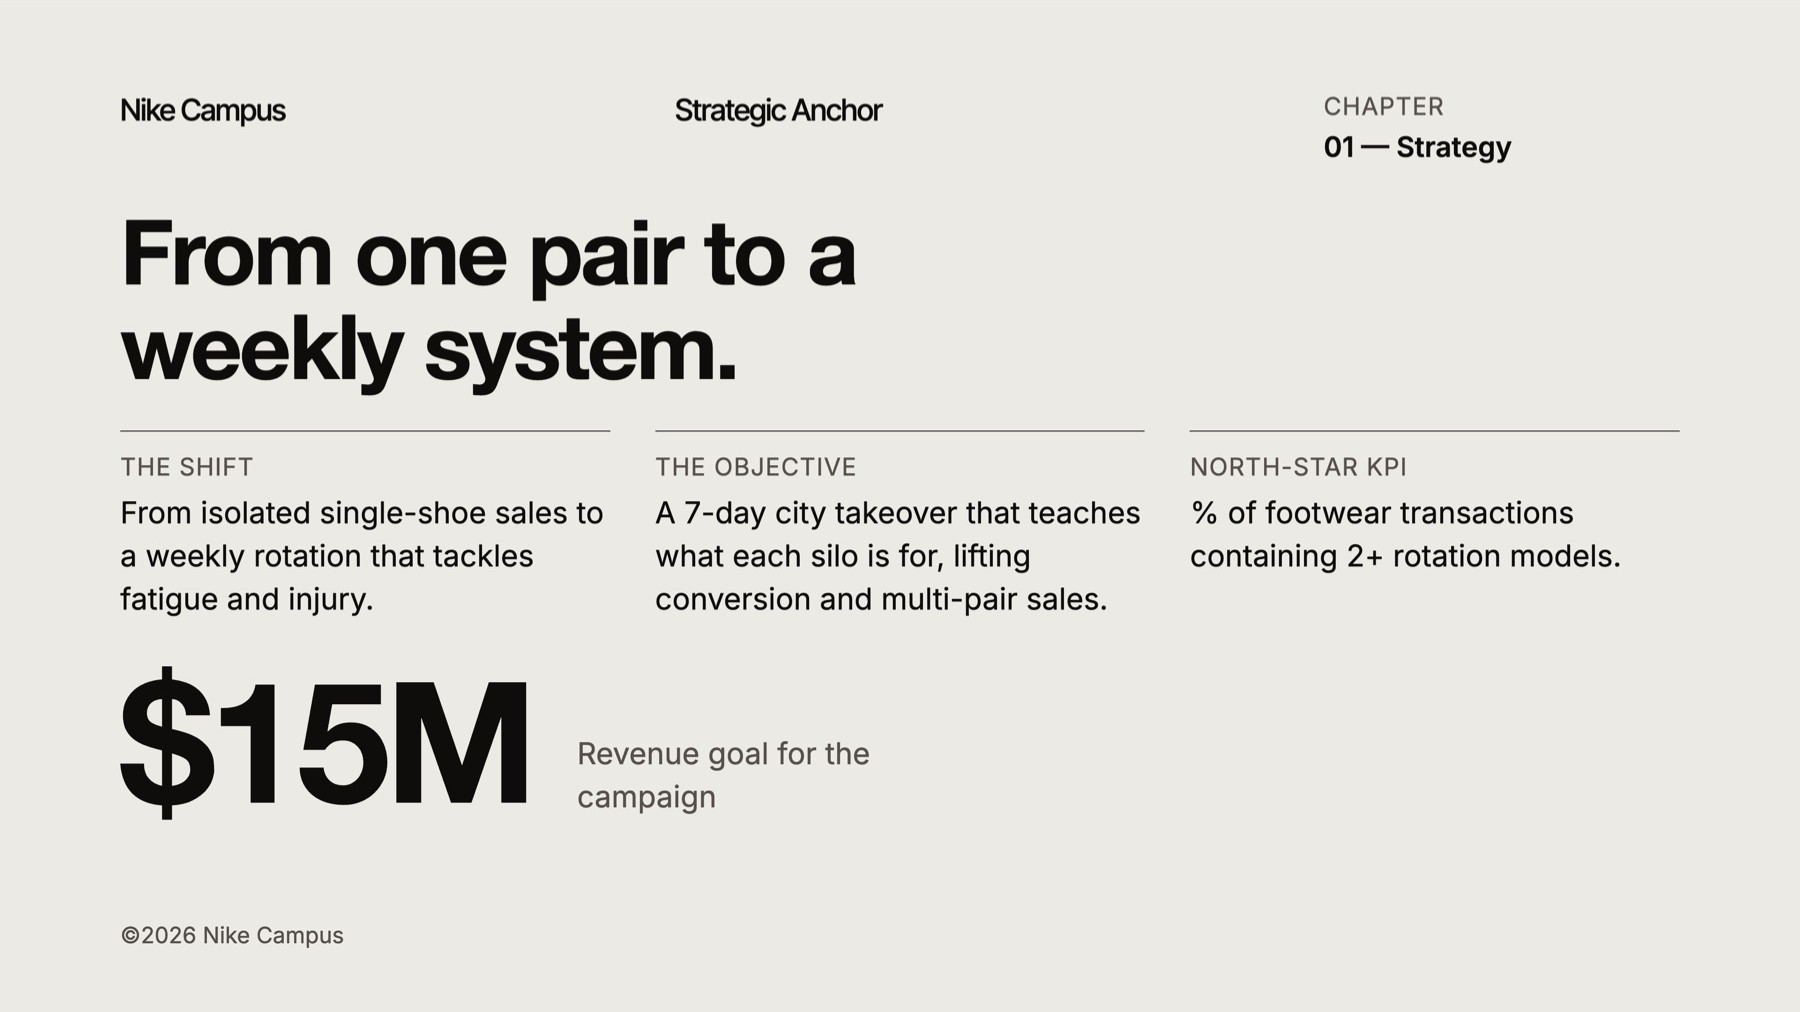 Nike Campus
Strategic Anchor
CHAPTER
01 — Strategy
From one pair to a
weekly system.
THE SHIFT
From isolated single-shoe sales to
a weekly rotation that tackles
fatigue and injury.
THE OBJECTIVE
A 7-day city takeover that teaches
what each silo is for, lifting
conversion and multi-pair sales.
NORTH-STAR KPI
% of footwear transactions
containing 2+ rotation models.
$15M
Revenue goal for the
campaign
©2026 Nike Campus